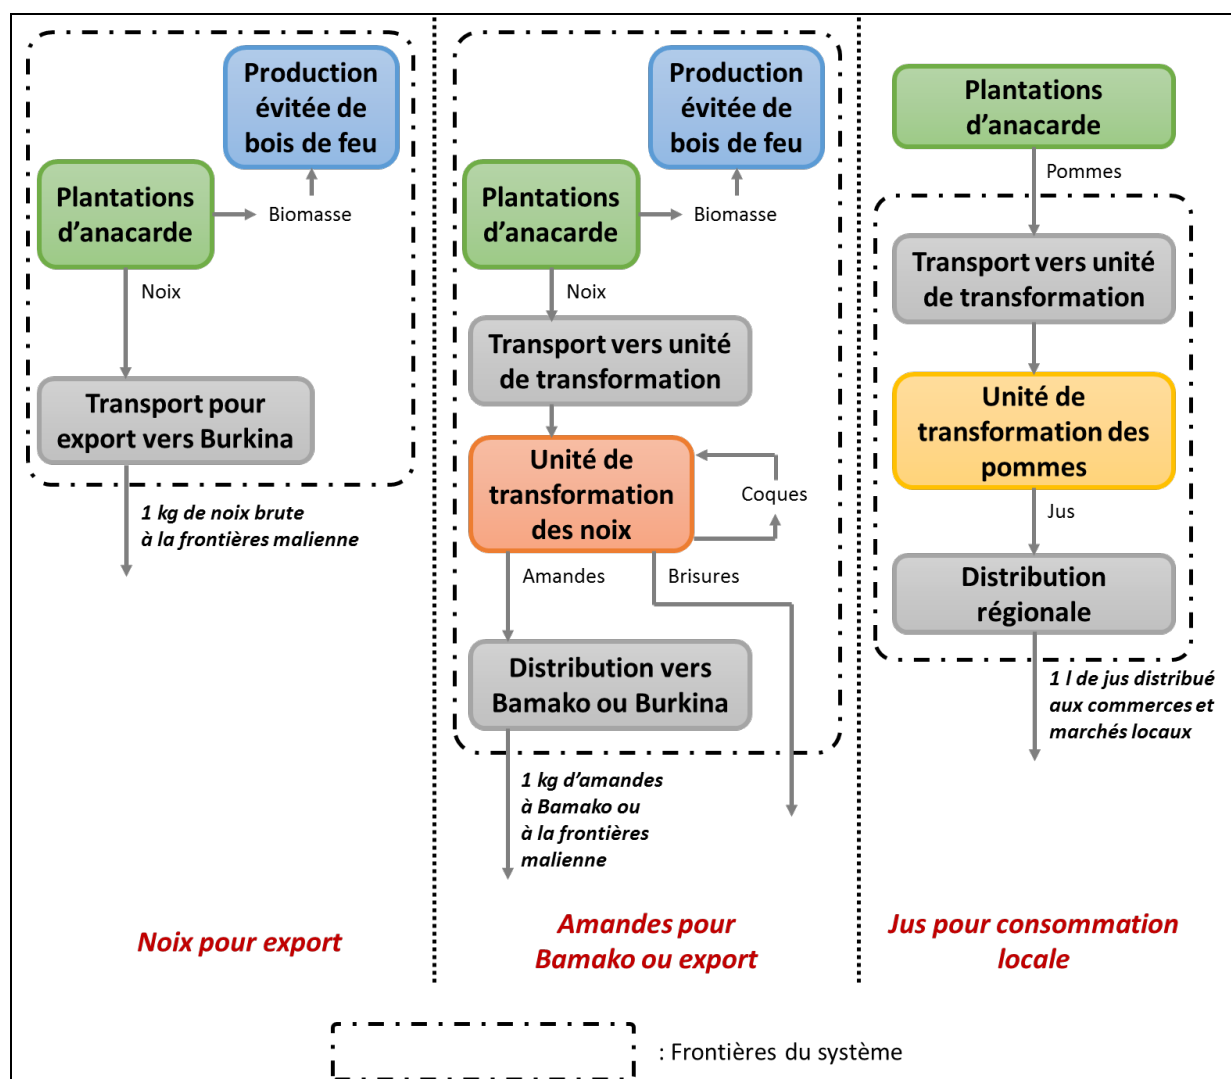 Production
évitée de
bois de feu
Plantations
d’anacarde
Biomasse
Noix
Transport pour
export vers Burkina
1 kg de noix brute
à la frontières malienne
Noix pour export
Production
évitée de
bois de feu
Plantations
d’anacarde
Biomasse
Noix
Transport vers unité
de transformation
Unité de
transformation
des noix
Coques
Amandes
Brisures
Distribution vers
Bamako ou Burkina
1 kg d’amandes
à Bamako ou
à la frontières
malienne
Amandes pour
Bamako ou export
Plantations
d’anacarde
Pommes
Transport vers unité
de transformation
Unité de
transformation des
pommes
Jus
Distribution
régionale
1 l de jus distribué
aux commerces et
marchés locaux
Jus pour consommation
locale
: Frontières du système